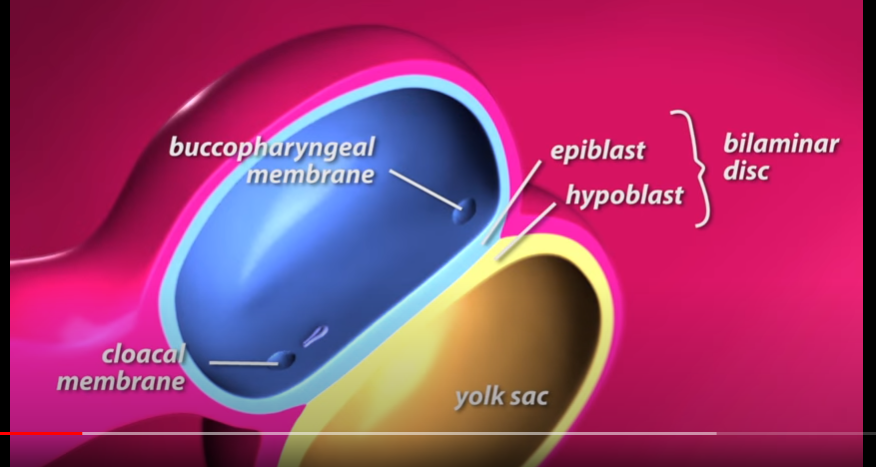 buccopharyngeal
membrane
epiblast
hypoblast
bilaminar
disc
cloacal
membrane
yolk sac